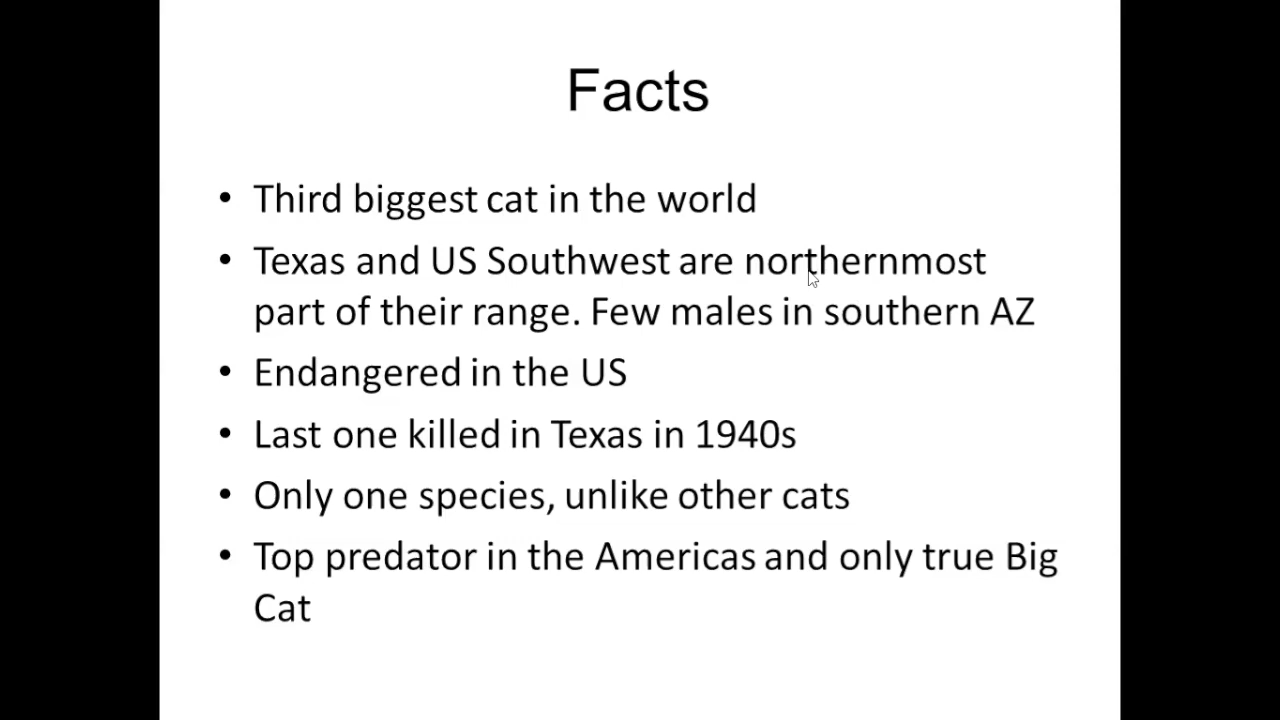 Facts
• Third biggest cat in the world
• Texas and US Southwest are northernmost
part of their range. Few males in southern AZ
• Endangered in the US
• Last one killed in Texas in 1940s
• Only one species, unlike other cats
• Top predator in the Americas and only true Big
Cat